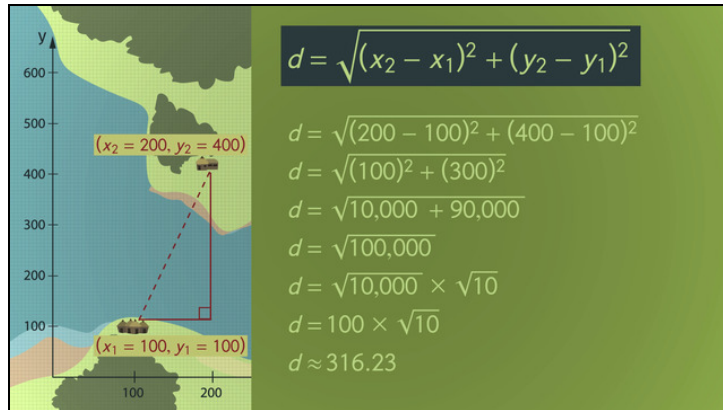 y
600
500
400
300
200
100
100 200
(x₂ = 200, y₂ = 400)
(x₁ = 100, y₁ = 100)
d = √((x₂ − x₁)² + (y₂ − y₁)²)
d = √((200 − 100)² + (400 − 100)²)
d = √((100)² + (300)²)
d = √(10,000 + 90,000)
d = √(100,000)
d = √(10,000) × √(10)
d = 100 × √(10)
d ≈ 316.23